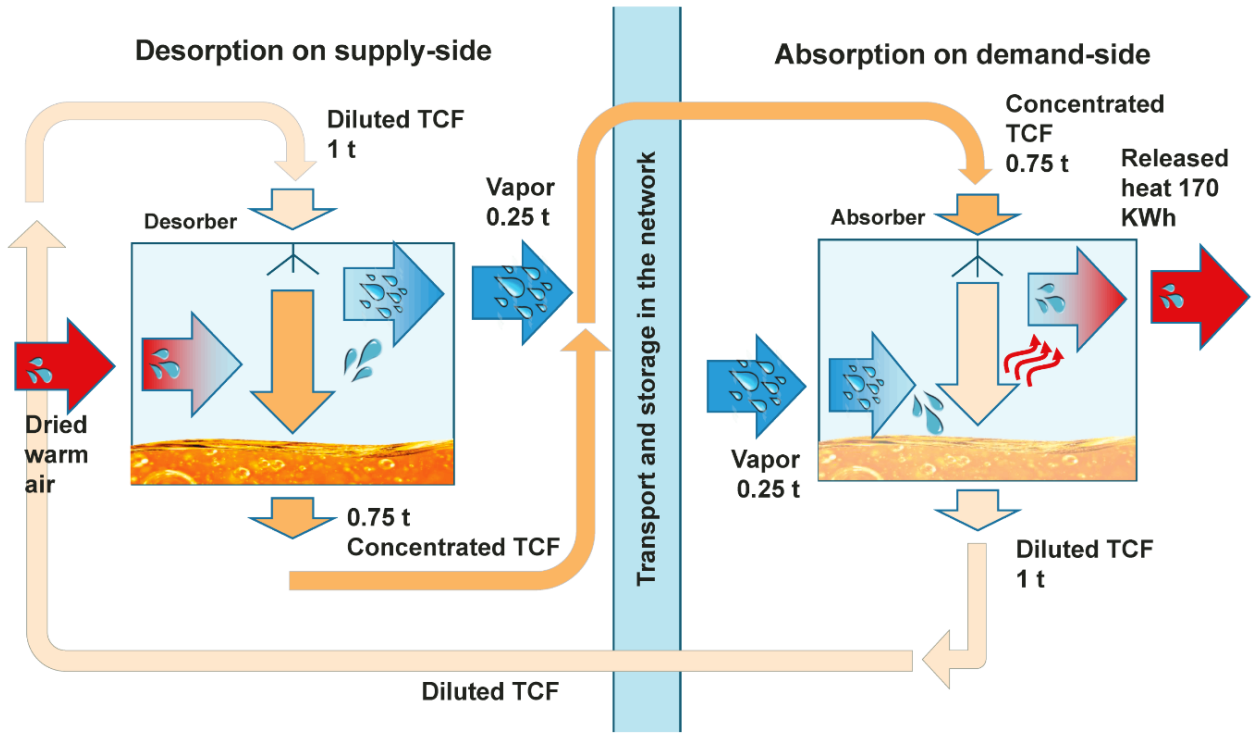 Desorption on supply-side
Absorption on demand-side
Diluted TCF
1 t
Vapor
0.25 t
Desorber
Dried
warm
air
0.75 t
Concentrated TCF
Transport and storage in the network
Concentrated
TCF
0.75 t
Released
heat 170
KWh
Absorber
Vapor
0.25 t
Diluted TCF
1 t
Diluted TCF